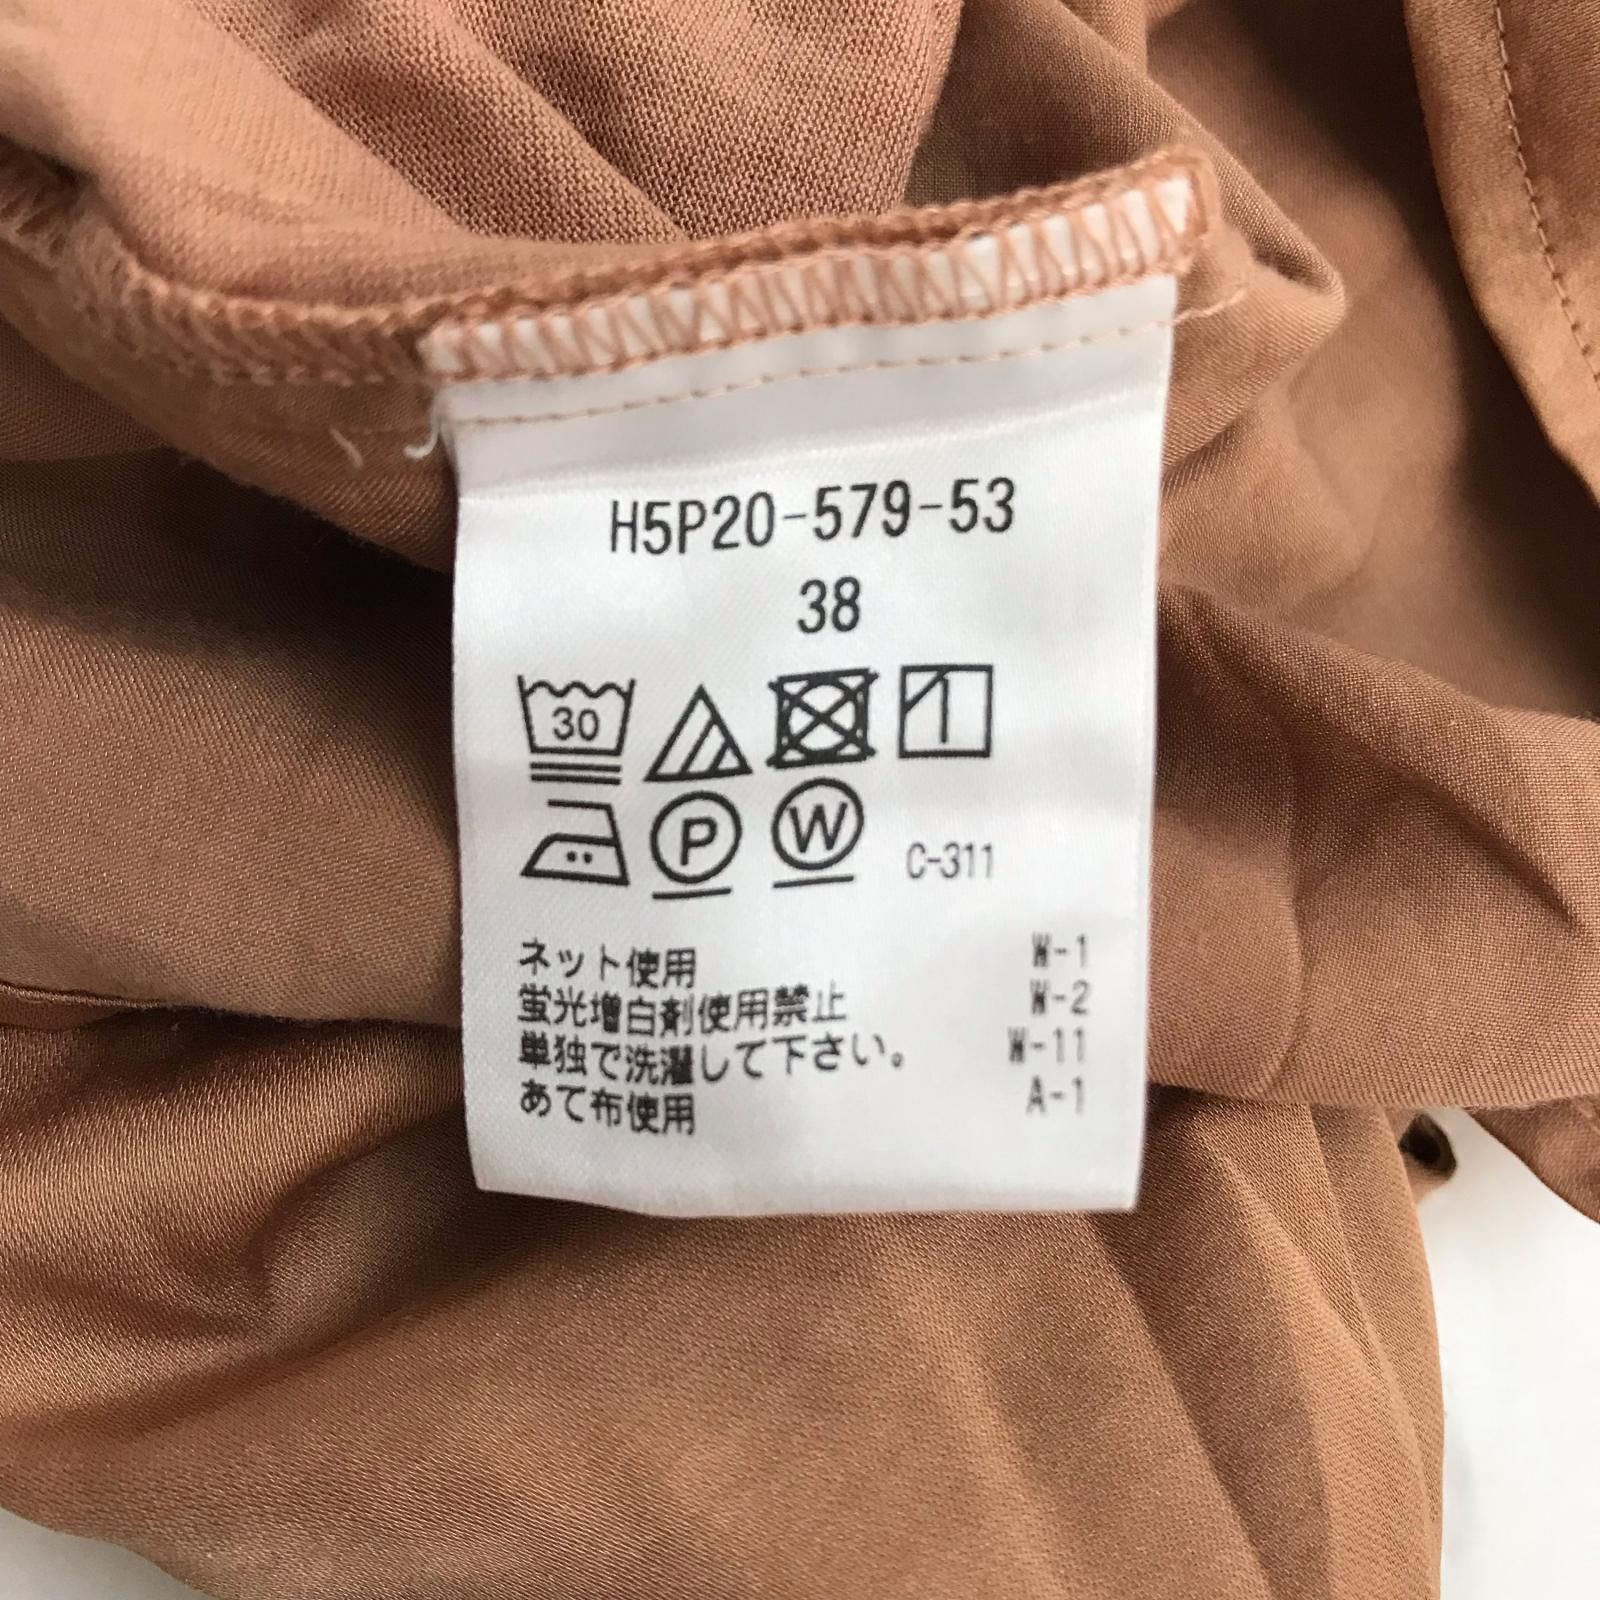 H5P20-579-53
38
30
P W C-311
ネット使用 W-1
蛍光増白剤使用禁止 W-2
単独で洗濯して下さい。 W-11
あて布使用 A-1